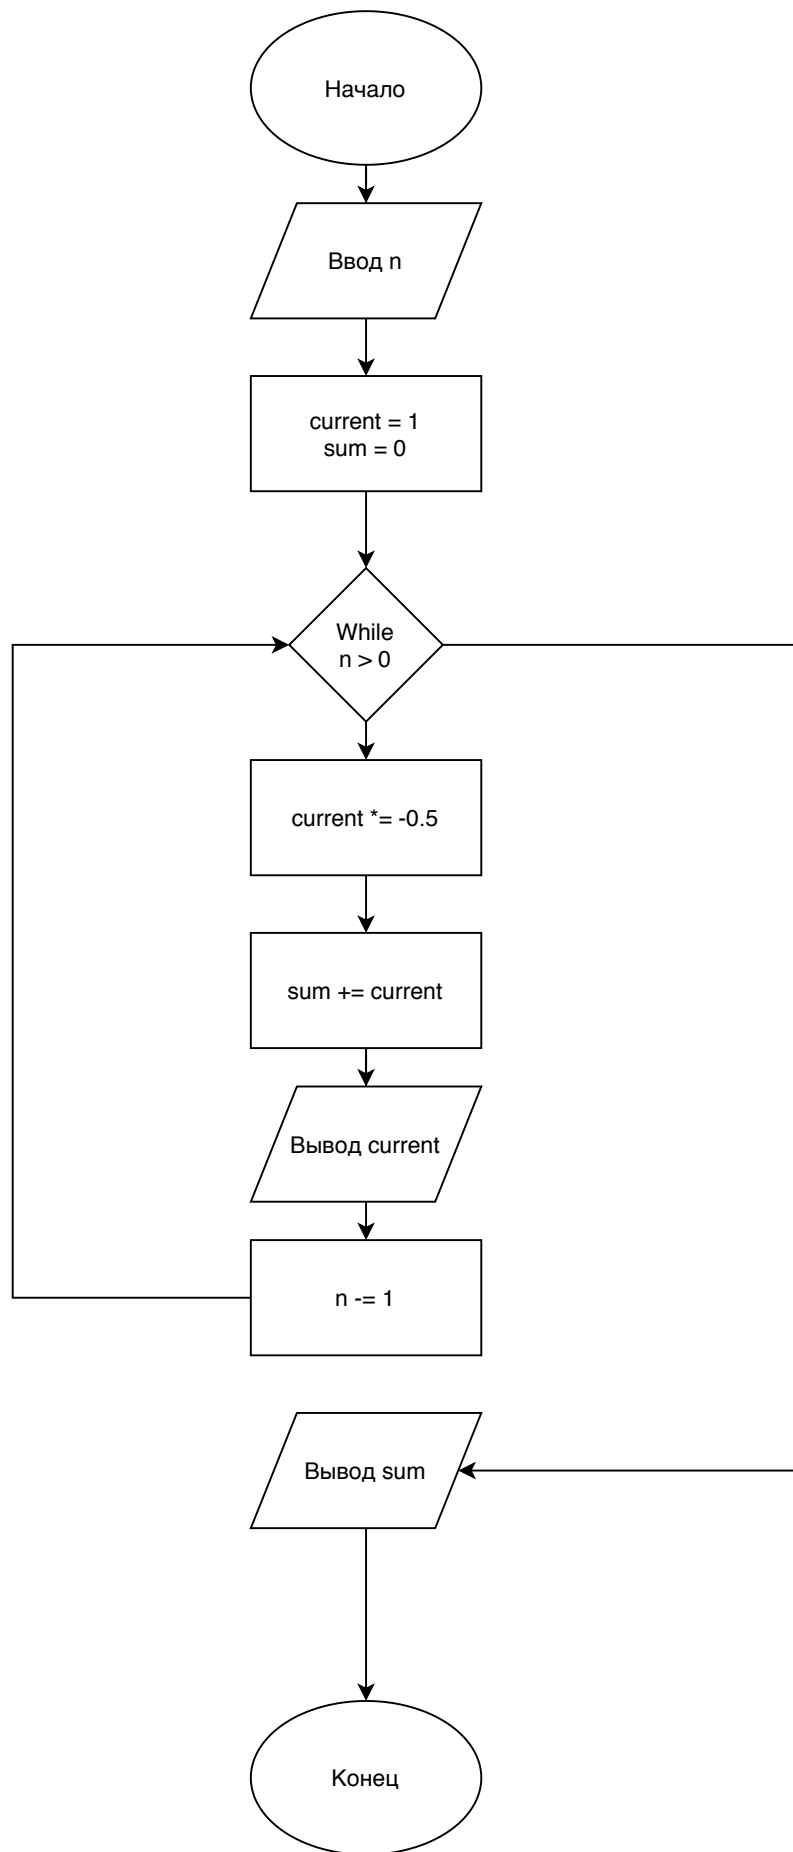 Начало
Ввод n
current = 1
sum = 0
While
n > 0
current *= -0.5
sum += current
Вывод current
n -= 1
Вывод sum
Конец